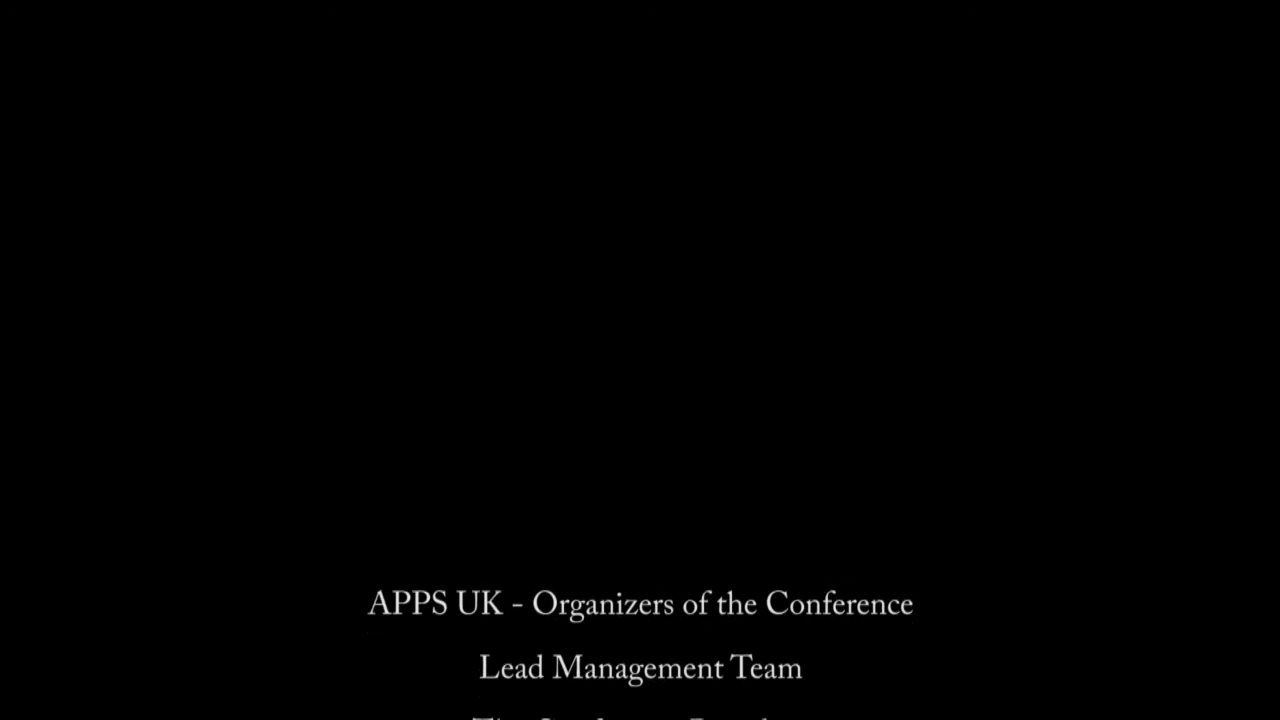 APPS UK - Organizers of the Conference
Lead Management Team